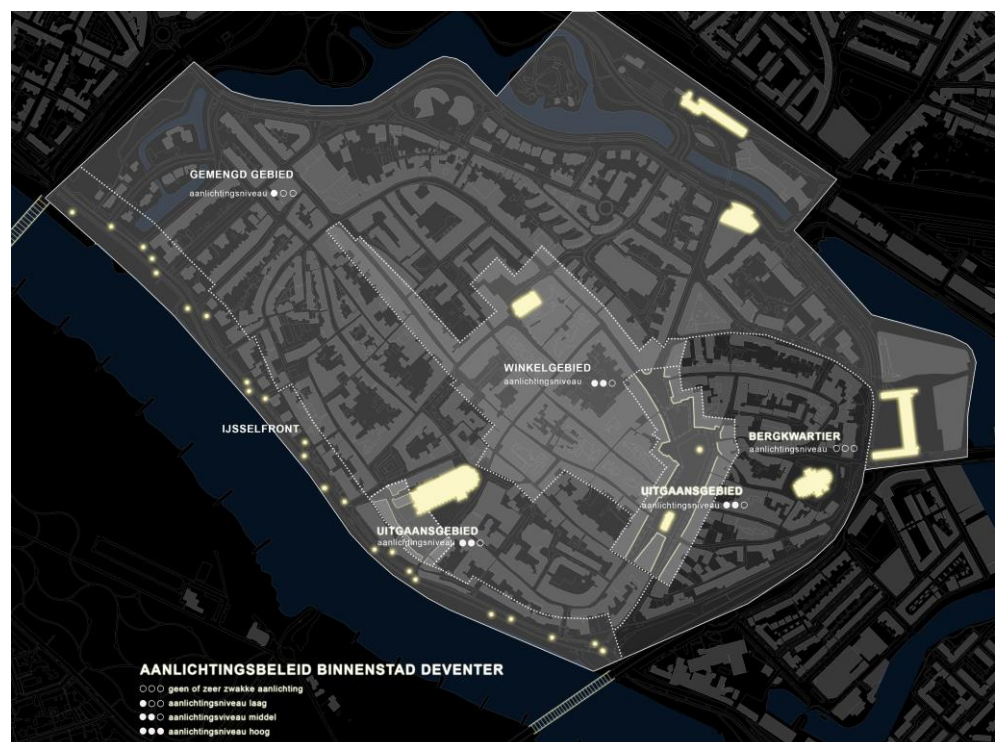 GEMENGD GEBIED
aanlichtingsniveau
WINKELGEBIED
aanlichtingsniveau
IJSSELFRONT
BERGKWARTIER
aanlichtingsniveau
UITGAANSGEBIED
aanlichtingsniveau
UITGAANSGEBIED
aanlichtingsniveau
AANLICHTINGSBELEID BINNENSTAD DEVENTER
geen of zeer zwakke aanlichting
aanlichtingsniveau laag
aanlichtingsviveau middel
aanlichtingsniveau hoog